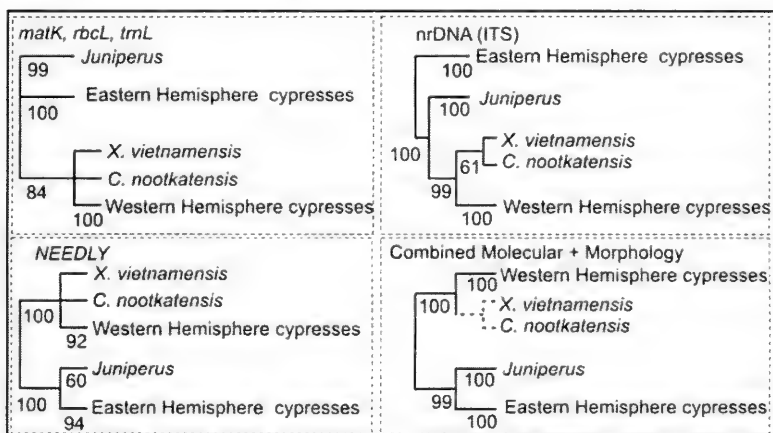 matK, rbcL, trnL
Juniperus
99
Eastern Hemisphere cypresses
100
X. vietnamensis
C. nootkatensis
84
Western Hemisphere cypresses
100
nrDNA (ITS)
Eastern Hemisphere cypresses
100
Juniperus
100
X. vietnamensis
100
C. nootkatensis
61
99
Western Hemisphere cypresses
100
NEEDLY
X. vietnamensis
C. nootkatensis
100
Western Hemisphere cypresses
92
Juniperus
60
100
Eastern Hemisphere cypresses
94
Combined Molecular + Morphology
Western Hemisphere cypresses
100
100
X. vietnamensis
C. nootkatensis
Juniperus
100
99
Eastern Hemisphere cypresses
100